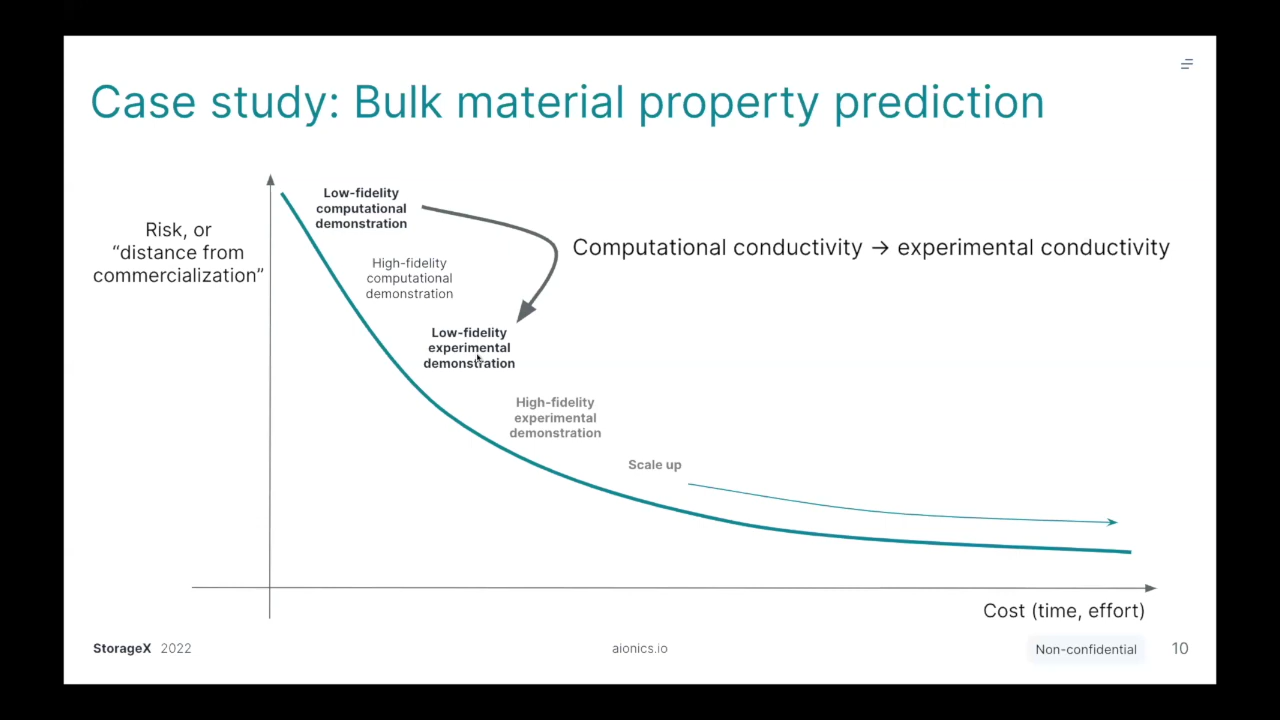 Case study: Bulk material property prediction
Risk, or
“distance from
commercialization”
Low-fidelity
computational
demonstration
High-fidelity
computational
demonstration
Computational conductivity → experimental conductivity
Low-fidelity
experimental
demonstration
High-fidelity
experimental
demonstration
Scale up
Cost (time, effort)
StorageX 2022
aionics.io
Non-confidential
10